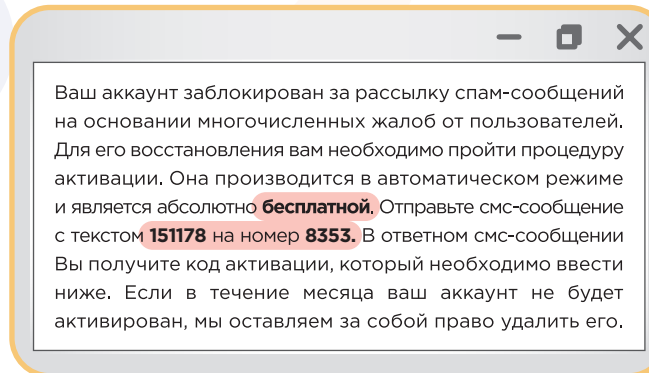 Ваш аккаунт заблокирован за рассылку спам-сообщений
на основании многочисленных жалоб от пользователей.
Для его восстановления вам необходимо пройти процедуру
активации. Она производится в автоматическом режиме
и является абсолютно бесплатной. Отправьте смс-сообщение
с текстом 151178 на номер 8353. В ответном смс-сообщении
Вы получите код активации, который необходимо ввести
ниже. Если в течение месяца ваш аккаунт не будет
активирован, мы оставляем за собой право удалить его.